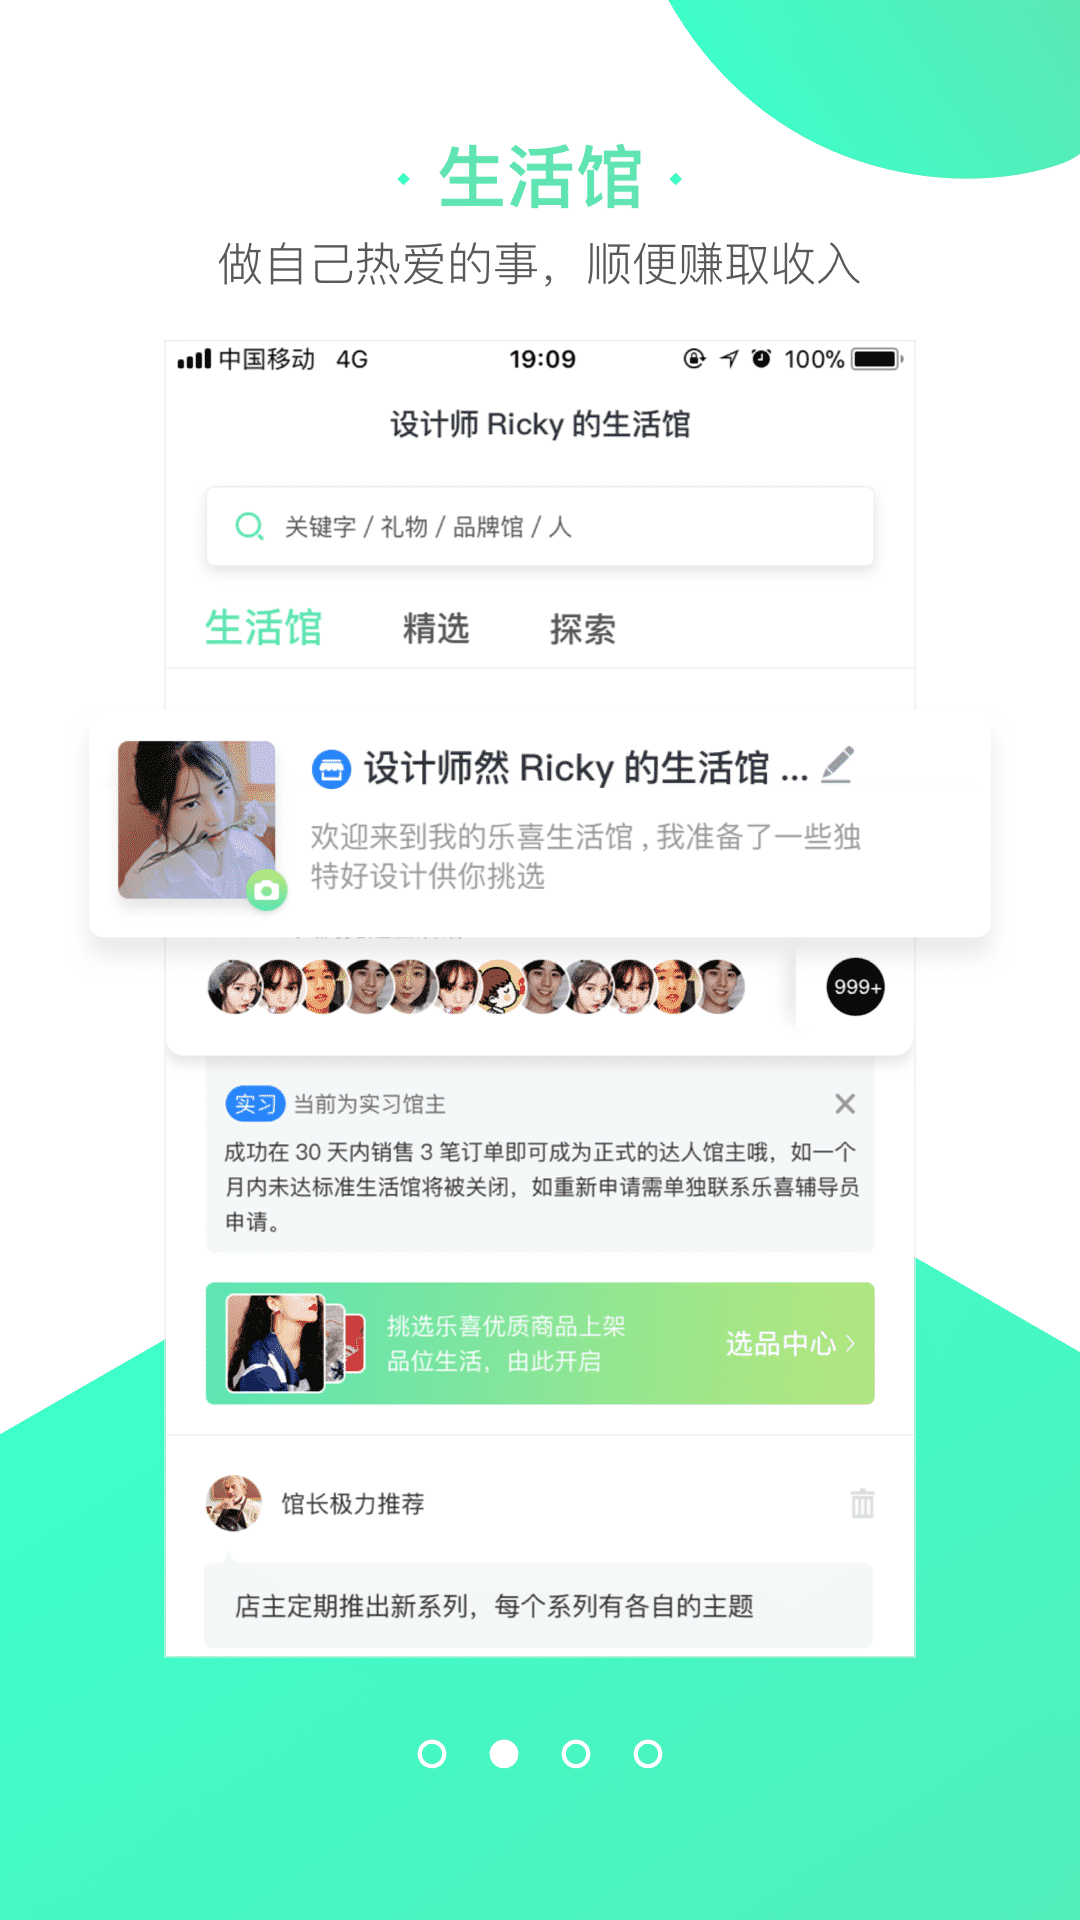 · 生活馆 ·
做自己热爱的事，顺便赚取收入
中国移动 4G 19:09 100%
设计师 Ricky 的生活馆
关键字 / 礼物 / 品牌馆 / 人
生活馆 精选 探索
设计师然 Ricky 的生活馆 ...
欢迎来到我的乐喜生活馆 , 我准备了一些独
特好设计供你挑选
999+
实习 当前为实习馆主
成功在 30 天内销售 3 笔订单即可成为正式的达人馆主哦，如一个
月内未达标准生活馆将被关闭，如重新申请需单独联系乐喜辅导员
申请。
挑选乐喜优质商品上架
品位生活，由此开启
选品中心
馆长极力推荐
店主定期推出新系列，每个系列有各自的主题